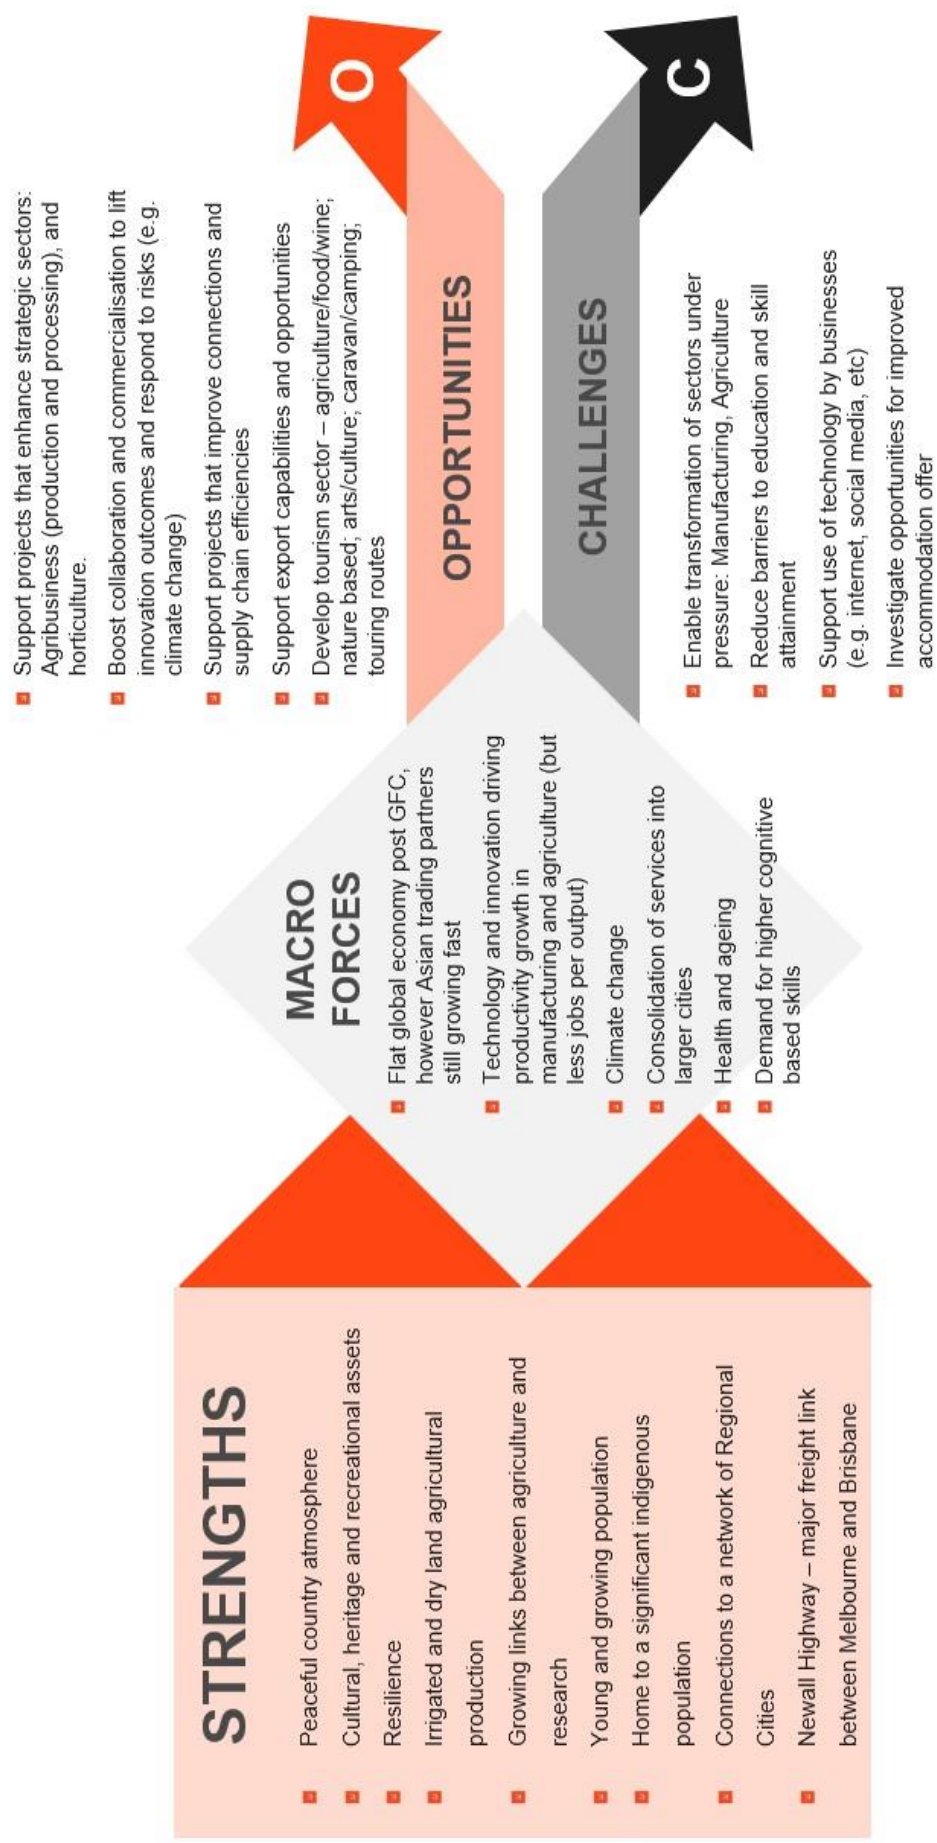 STRENGTHS
Peaceful country atmosphere
Cultural, heritage and recreational assets
Resilience
Irrigated and dry land agricultural
production
Growing links between agriculture and
research
Young and growing population
Home to a significant indigenous
population
Connections to a network of Regional
Cities
Newall Highway – major freight link
between Melbourne and Brisbane
MACRO
FORCES
Flat global economy post GFC,
however Asian trading partners
still growing fast
Technology and innovation driving
productivity growth in
manufacturing and agriculture (but
less jobs per output)
Climate change
Consolidation of services into
larger cities
Health and ageing
Demand for higher cognitive
based skills
Support projects that enhance strategic sectors:
Agribusiness (production and processing), and
horticulture.
Boost collaboration and commercialisation to lift
innovation outcomes and respond to risks (e.g.
climate change)
Support projects that improve connections and
supply chain efficiencies
Support export capabilities and opportunities
Develop tourism sector – agriculture/food/wine;
nature based; arts/culture; caravan/camping;
touring routes
OPPORTUNITIES
O
CHALLENGES
C
Enable transformation of sectors under
pressure: Manufacturing, Agriculture
Reduce barriers to education and skill
attainment
Support use of technology by businesses
(e.g. internet, social media, etc)
Investigate opportunities for improved
accommodation offer